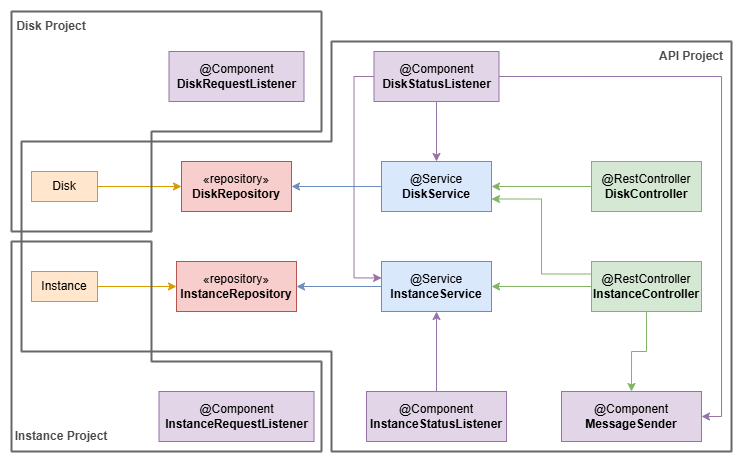 Disk Project
API Project
@Component
DiskRequestListener
@Component
DiskStatusListener
Disk
«repository»
DiskRepository
@Service
DiskService
@RestController
DiskController
Instance
«repository»
InstanceRepository
@Service
InstanceService
@RestController
InstanceController
@Component
InstanceRequestListener
@Component
InstanceStatusListener
@Component
MessageSender
Instance Project